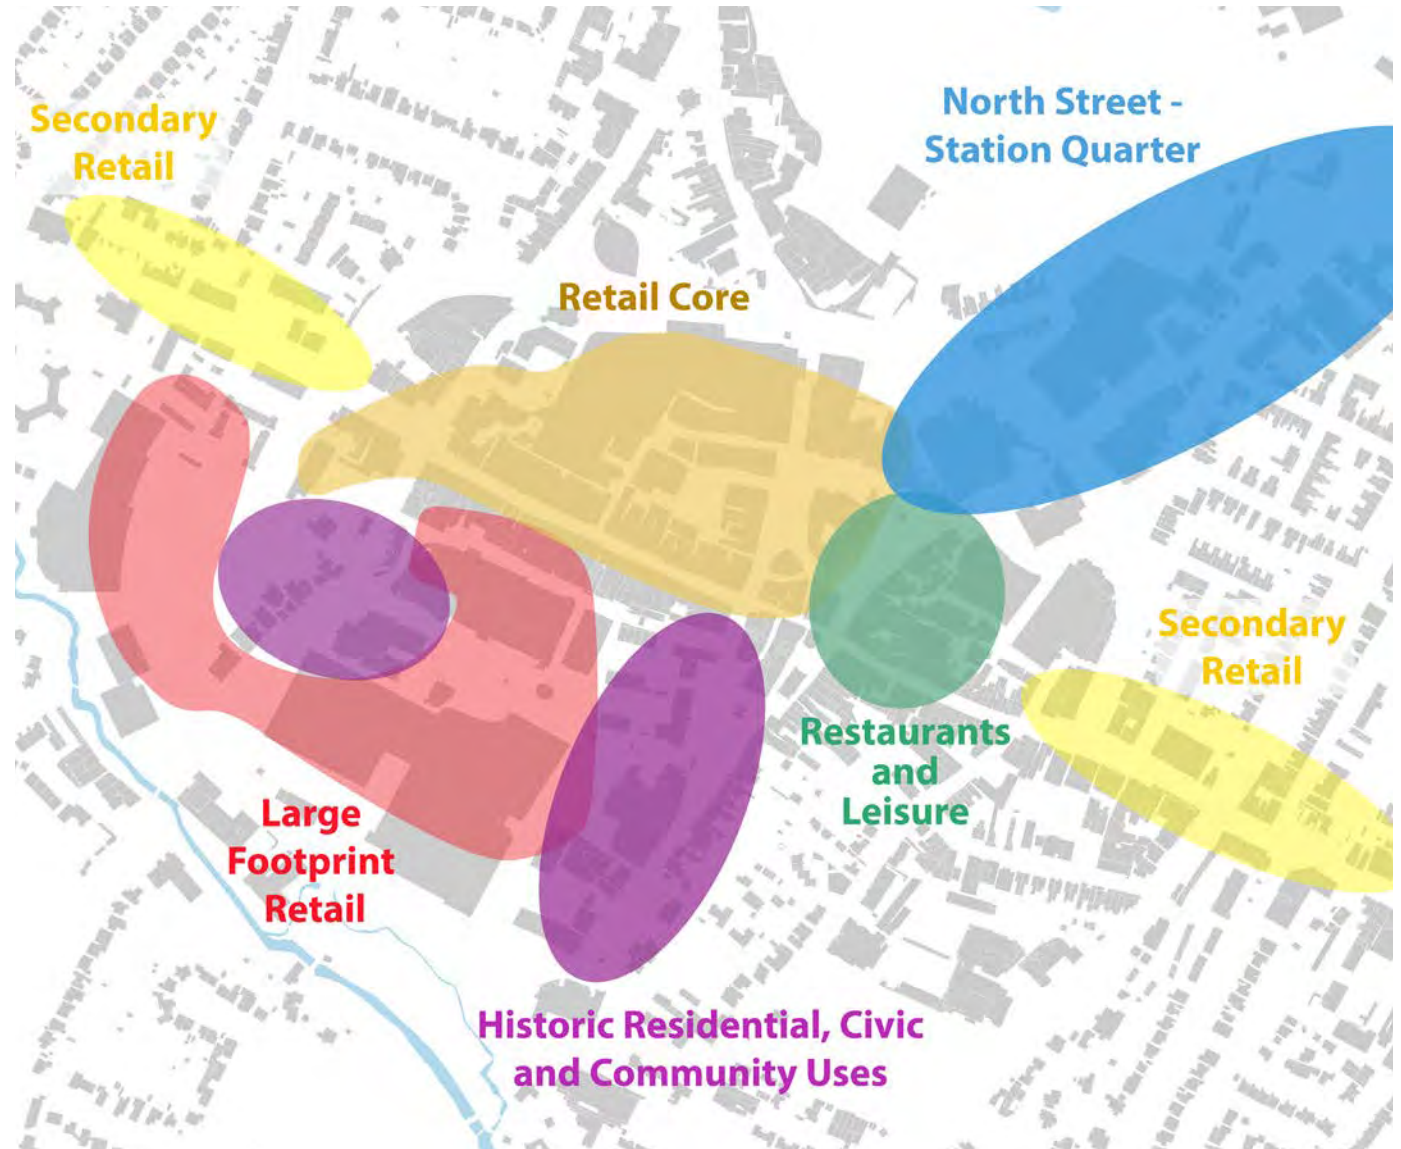 Secondary
Retail
North Street -
Station Quarter
Retail Core
Secondary
Retail
Restaurants
and
Leisure
Large
Footprint
Retail
Historic Residential, Civic
and Community Uses